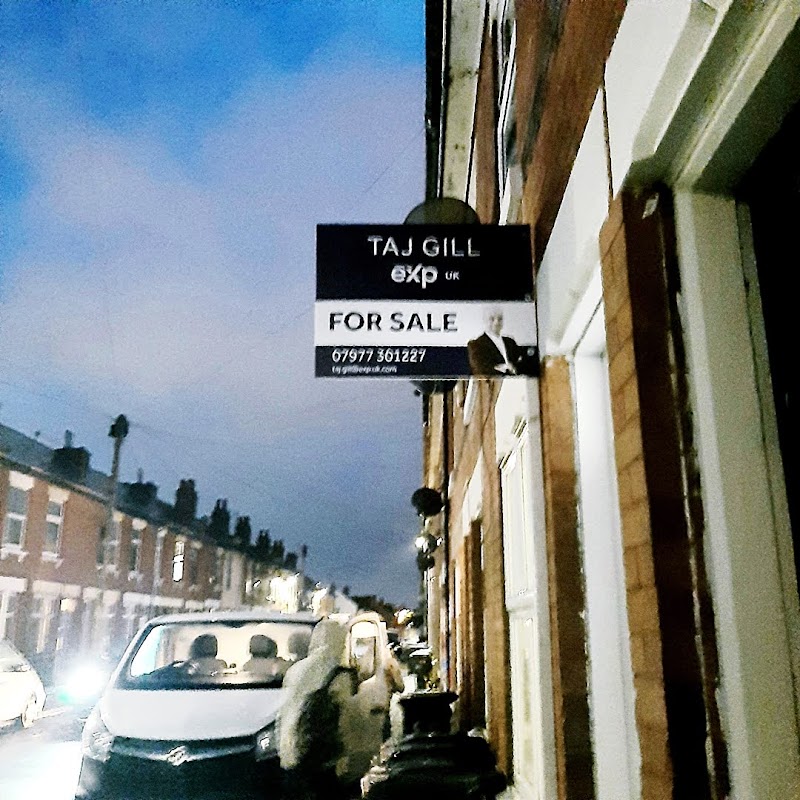 TAJ GILL
exp UK
FOR SALE
07977 301227
taj.gill@exp.uk.com